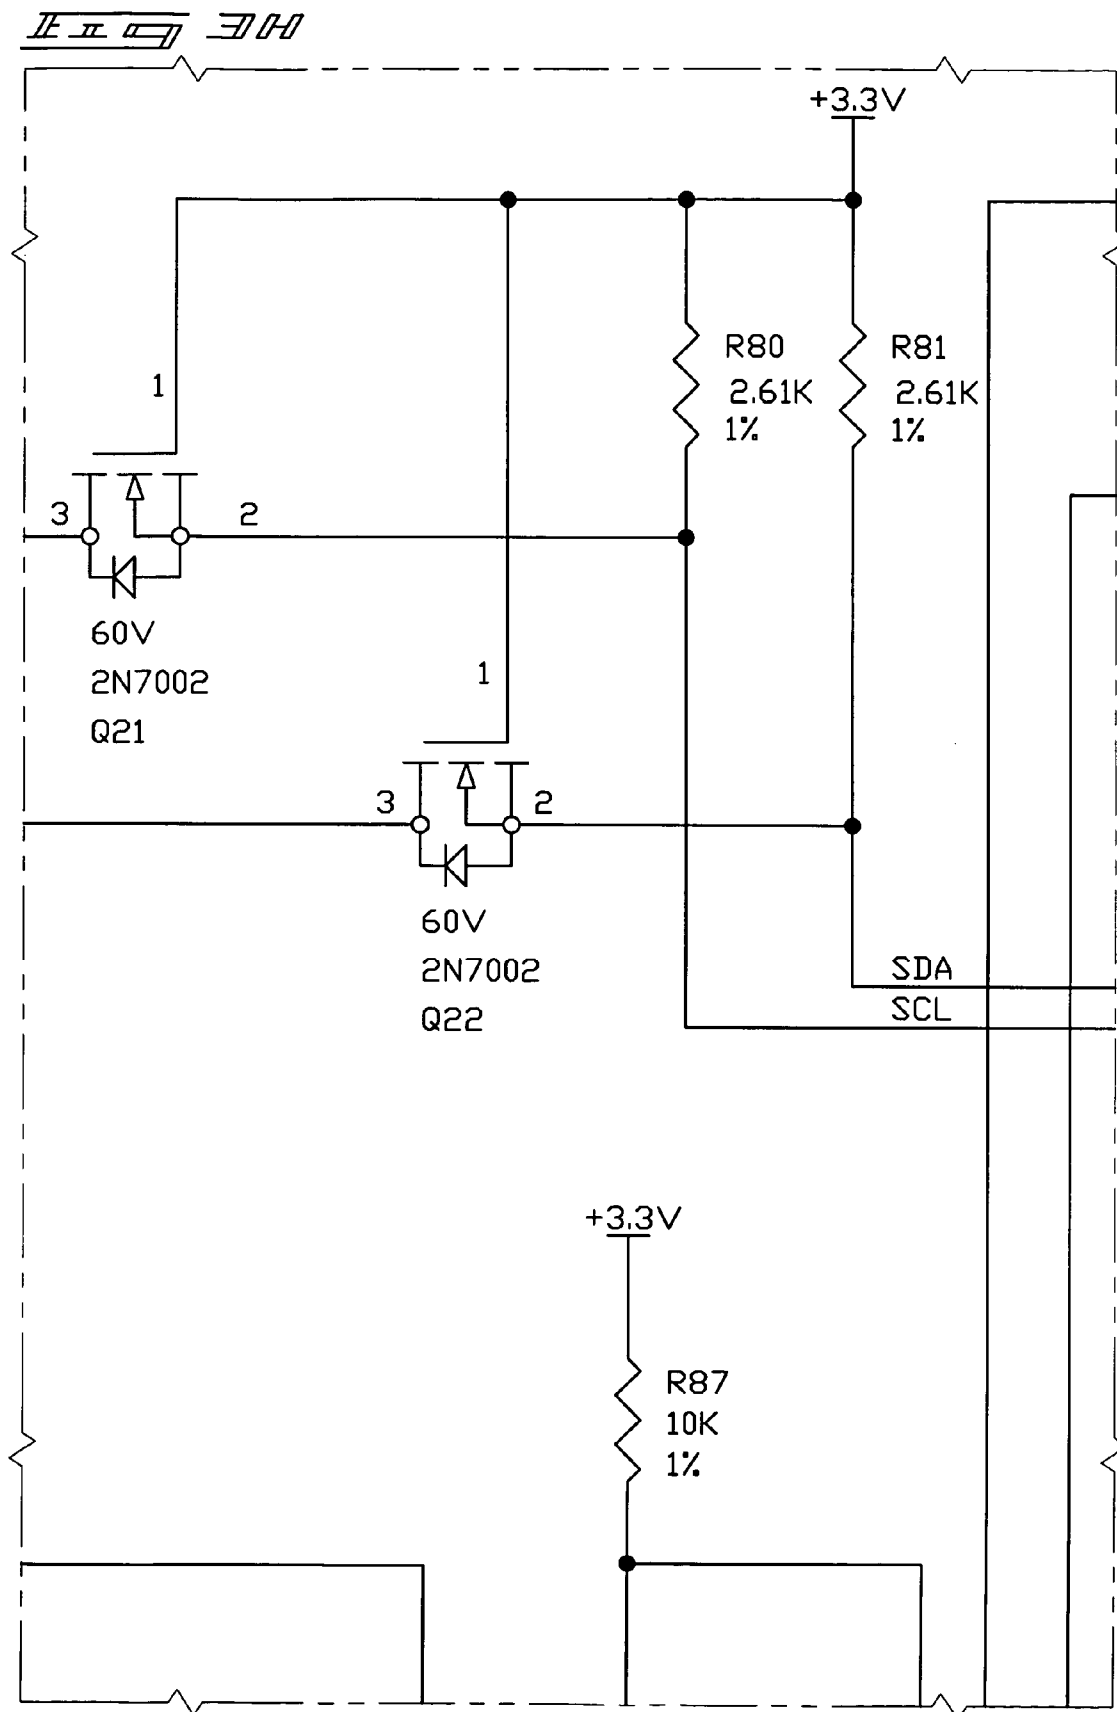 Fig 3H
+3.3V
R80
2.61K
1%
R81
2.61K
1%
1
3
2
60V
2N7002
Q21
1
3
2
60V
2N7002
Q22
SDA
SCL
+3.3V
R87
10K
1%